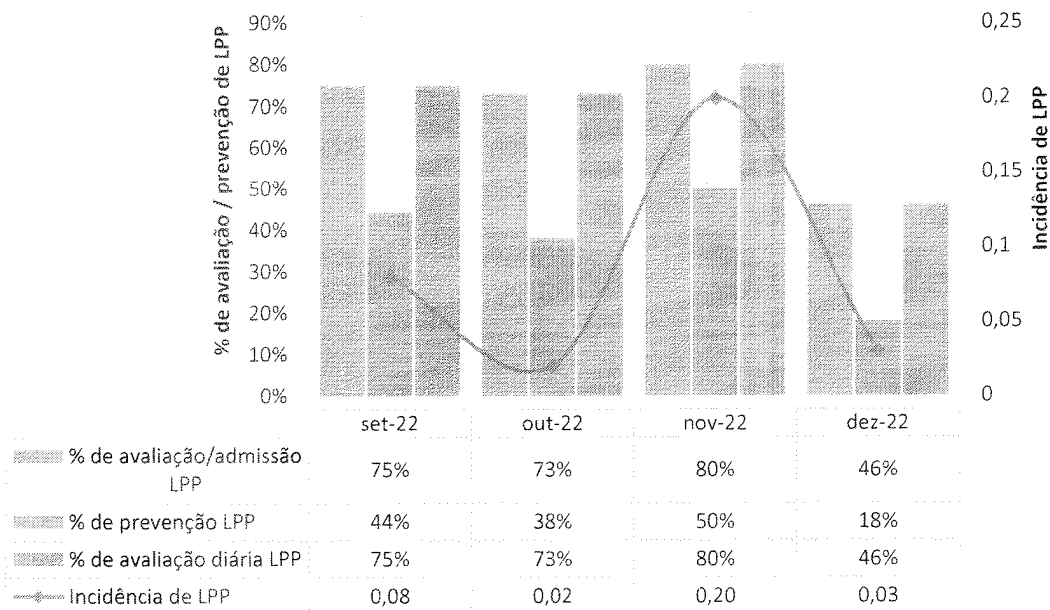 % de avaliação / prevenção de LPP
90%
80%
70%
60%
50%
40%
30%
20%
10%
0%
0,25
0,2
0,15
0,1
0,05
0
Incidência de LPP
set-22 out-22 nov-22 dez-22
% de avaliação/admissão
LPP 75% 73% 80% 46%
% de prevenção LPP 44% 38% 50% 18%
% de avaliação diária LPP 75% 73% 80% 46%
Incidência de LPP 0,08 0,02 0,20 0,03